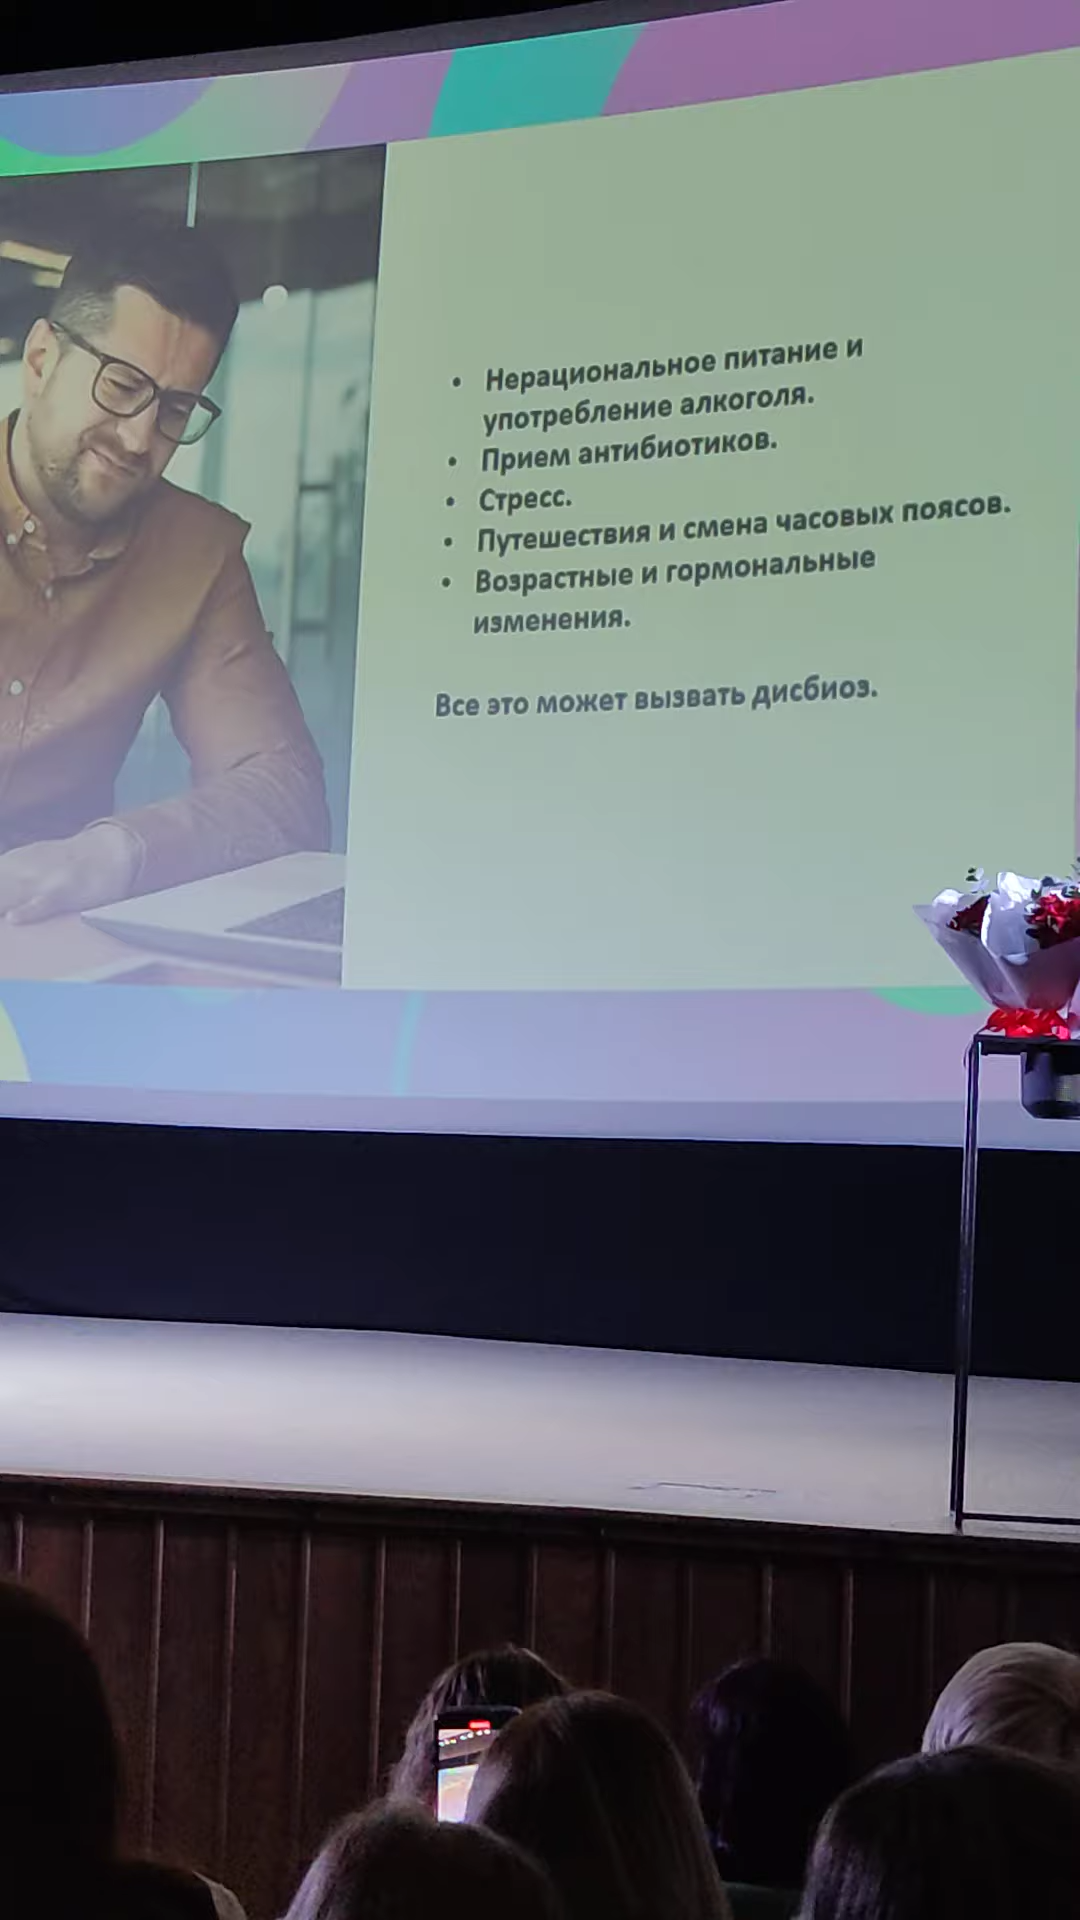 • Нерациональное питание и
употребление алкоголя.
• Прием антибиотиков.
• Стресс.
• Путешествия и смена часовых поясов.
• Возрастные и гормональные
изменения.
Все это может вызвать дисбиоз.